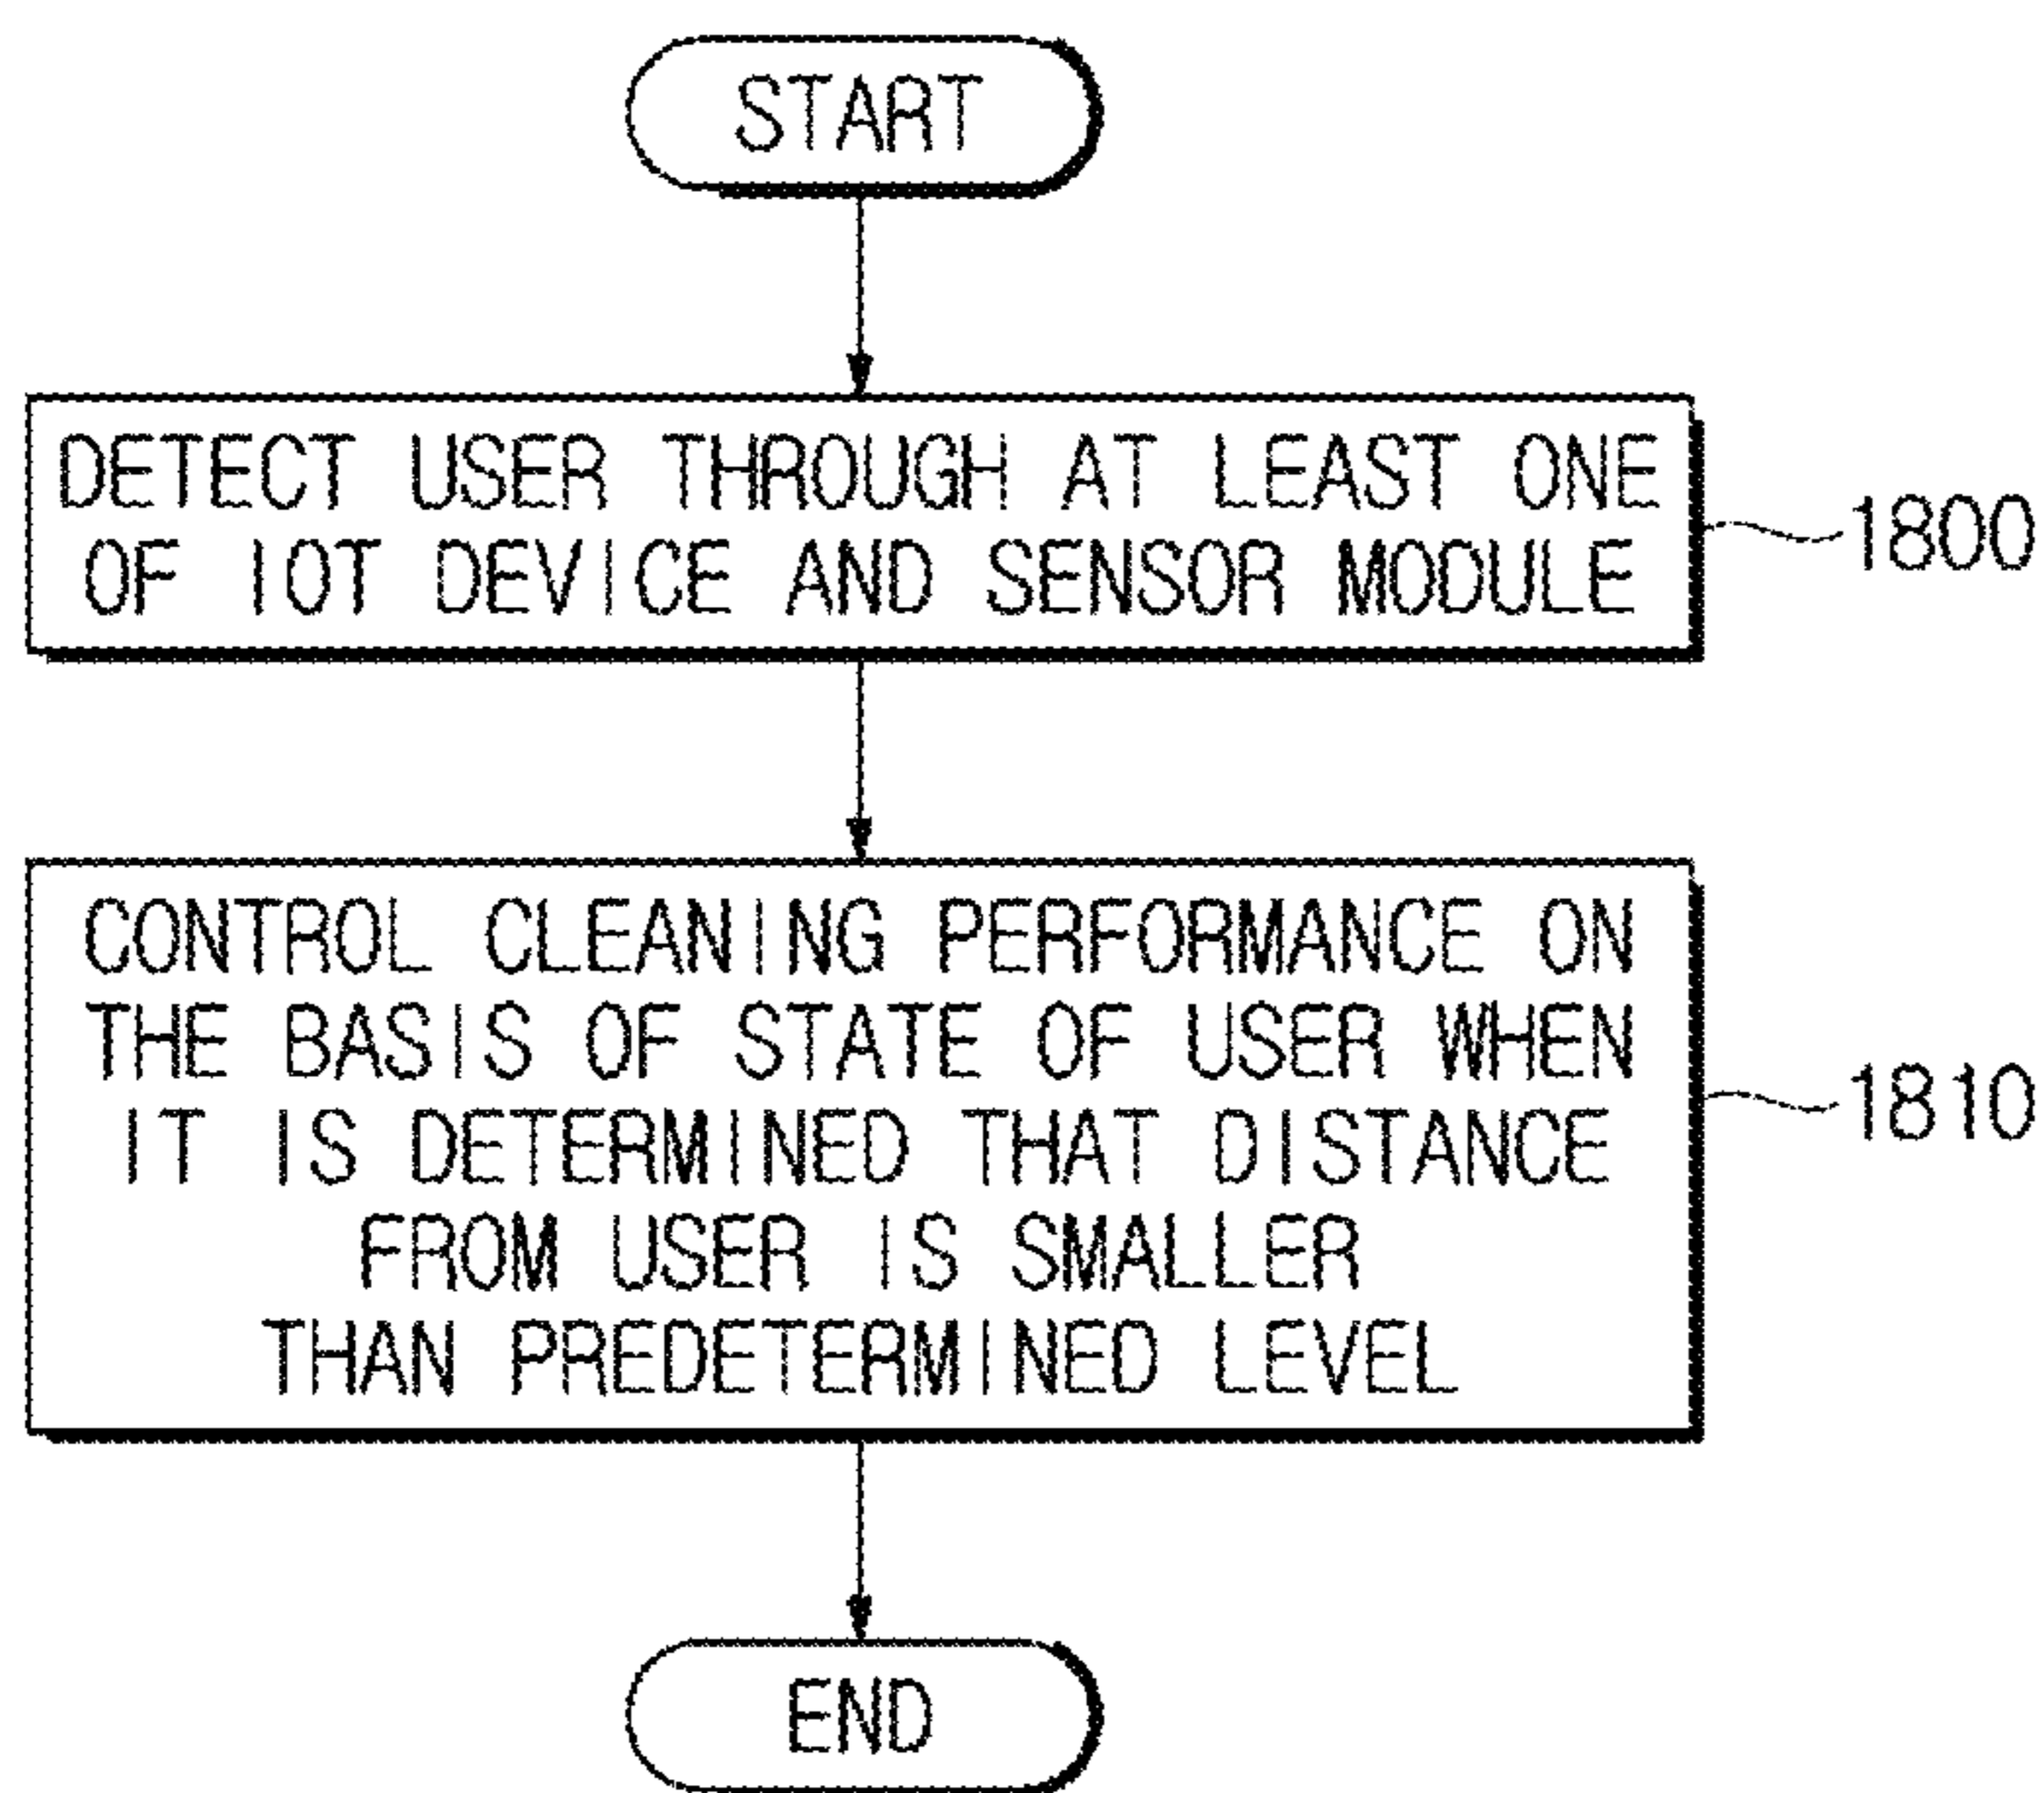 START
DETECT USER THROUGH AT LEAST ONE
OF IOT DEVICE AND SENSOR MODULE
1800
CONTROL CLEANING PERFORMANCE ON
THE BASIS OF STATE OF USER WHEN
IT IS DETERMINED THAT DISTANCE
FROM USER IS SMALLER
THAN PREDETERMINED LEVEL
1810
END